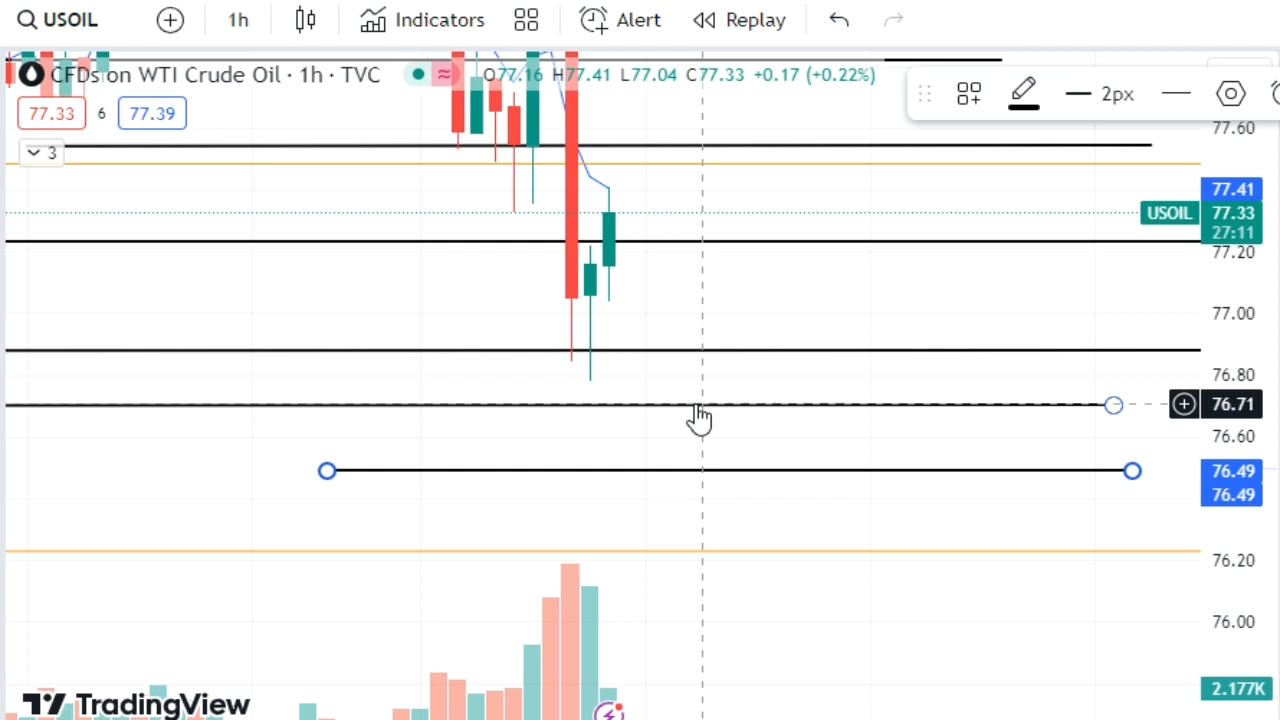 USOIL 1h Indicators Alert Replay
CFDs on WTI Crude Oil · 1h · TVC O77.16 H77.41 L77.04 C77.33 +0.17 (+0.22%)
2px
77.33 6 77.39
77.60
3
77.41
USOIL 77.33
27:11
77.20
77.00
76.80
76.71
76.60
76.49
76.49
76.20
76.00
2.177K
TradingView